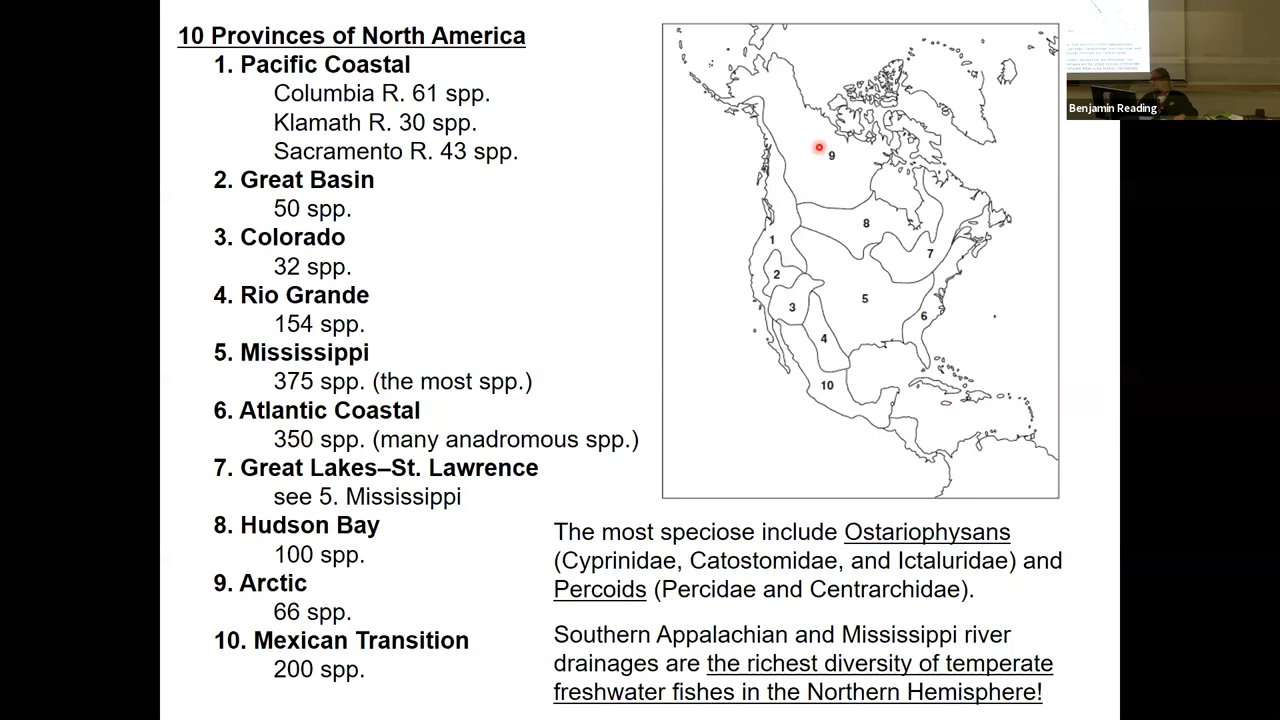 10 Provinces of North America
1. Pacific Coastal
Columbia R. 61 spp.
Klamath R. 30 spp.
Sacramento R. 43 spp.
2. Great Basin
50 spp.
3. Colorado
32 spp.
4. Rio Grande
154 spp.
5. Mississippi
375 spp. (the most spp.)
6. Atlantic Coastal
350 spp. (many anadromous spp.)
7. Great Lakes–St. Lawrence
see 5. Mississippi
8. Hudson Bay
100 spp.
9. Arctic
66 spp.
10. Mexican Transition
200 spp.
9
8
1
7
2
5
3
6
4
10
The most speciose include Ostariophysans
(Cyprinidae, Catostomidae, and Ictaluridae) and
Percoids (Percidae and Centrarchidae).
Southern Appalachian and Mississippi river
drainages are the richest diversity of temperate
freshwater fishes in the Northern Hemisphere!
Benjamin Reading